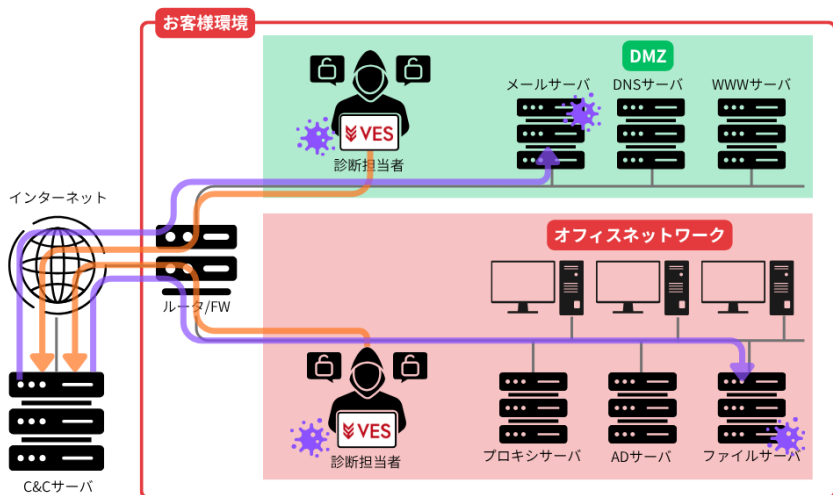 お客様環境
DMZ
メールサーバ
DNSサーバ
WWWサーバ
VES
診断担当者
インターネット
オフィスネットワーク
ルータ/FW
VES
診断担当者
プロキシサーバ
ADサーバ
ファイルサーバ
C&Cサーバ